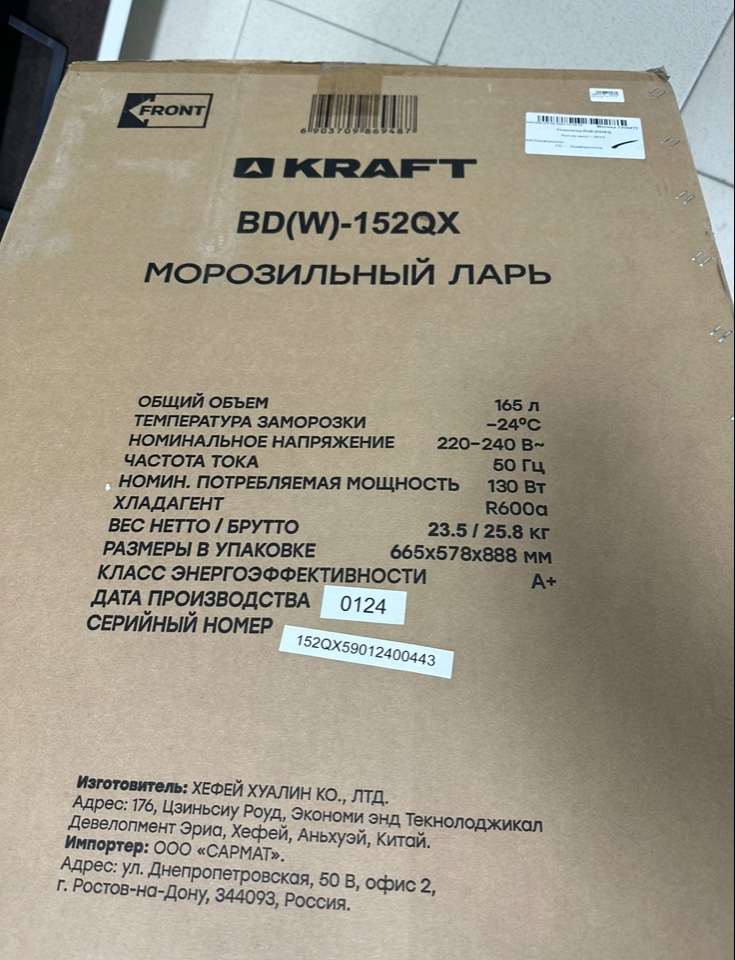 FRONT
6 903709 869487
KRAFT
BD(W)-152QX
МОРОЗИЛЬНЫЙ ЛАРЬ
ОБЩИЙ ОБЪЕМ 165 л
ТЕМПЕРАТУРА ЗАМОРОЗКИ –24°C
НОМИНАЛЬНОЕ НАПРЯЖЕНИЕ 220–240 В~
ЧАСТОТА ТОКА 50 Гц
НОМИН. ПОТРЕБЛЯЕМАЯ МОЩНОСТЬ 130 Вт
ХЛАДАГЕНТ R600a
ВЕС НЕТТО / БРУТТО 23.5 / 25.8 кг
РАЗМЕРЫ В УПАКОВКЕ 665x578x888 мм
КЛАСС ЭНЕРГОЭФФЕКТИВНОСТИ A+
ДАТА ПРОИЗВОДСТВА 0124
СЕРИЙНЫЙ НОМЕР 152QX59012400443
Изготовитель: ХЕФЕЙ ХУАЛИН КО., ЛТД.
Адрес: 176, Цзиньсиу Роуд, Экономи энд Текнолоджикал
Девелопмент Эриа, Хефей, Аньхуэй, Китай.
Импортер: ООО «САРМАТ».
Адрес: ул. Днепропетровская, 50 В, офис 2,
г. Ростов-на-Дону, 344093, Россия.